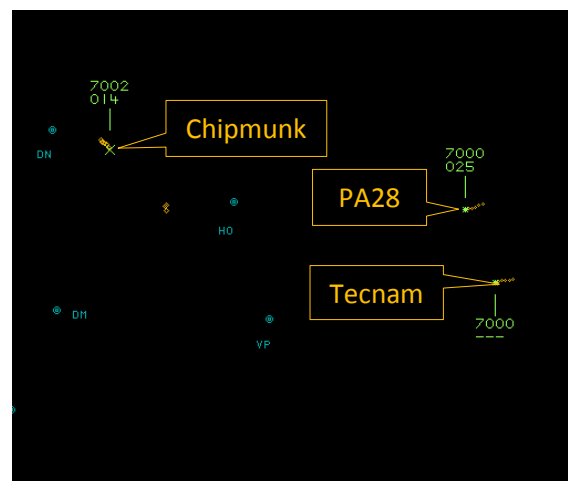 7002
014
Chipmunk
DN
7000
025
PA28
HO
Tecnam
DM
7000
---
VP